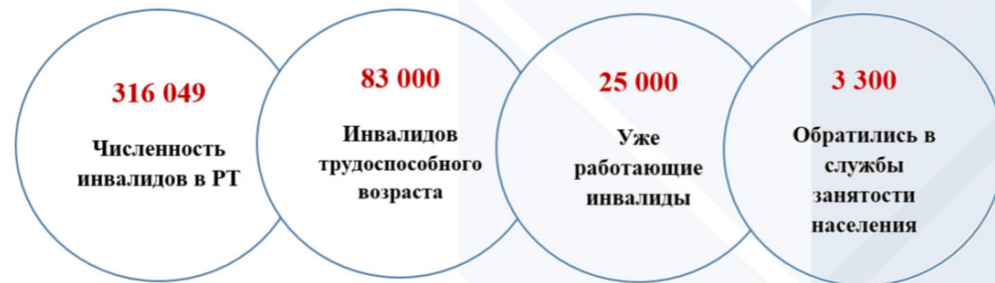 316 049
Численность
инвалидов в РТ
83 000
Инвалидов
трудоспособного
возраста
25 000
Уже
работающие
инвалиды
3 300
Обратились в
службы
занятости
населения